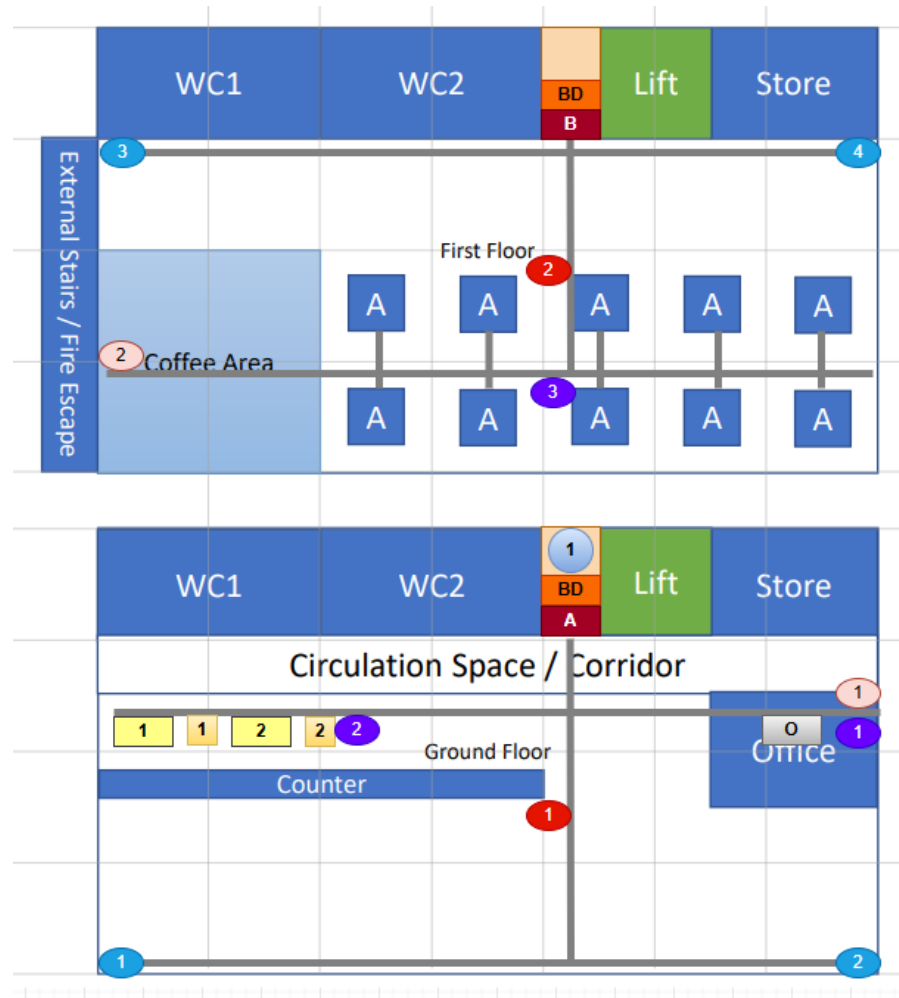 WC1 WC2 BD Lift Store
B
3 4
External Stairs / Fire Escape
First Floor
2
A A A A A
2 Coffee Area
3
A A A A A
1
WC1 WC2 BD Lift Store
A
Circulation Space / Corridor
1
1 1 2 2 2 O 1
Ground Floor Office
Counter
1
1 2